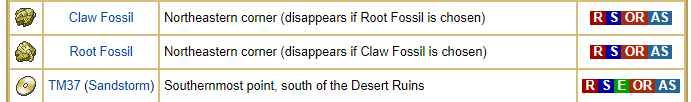 Claw Fossil Northeastern corner (disappears if Root Fossil is chosen) R S OR AS
Root Fossil Northeastern corner (disappears if Claw Fossil is chosen) R S OR AS
TM37 (Sandstorm) Southernmost point, south of the Desert Ruins R S E OR AS